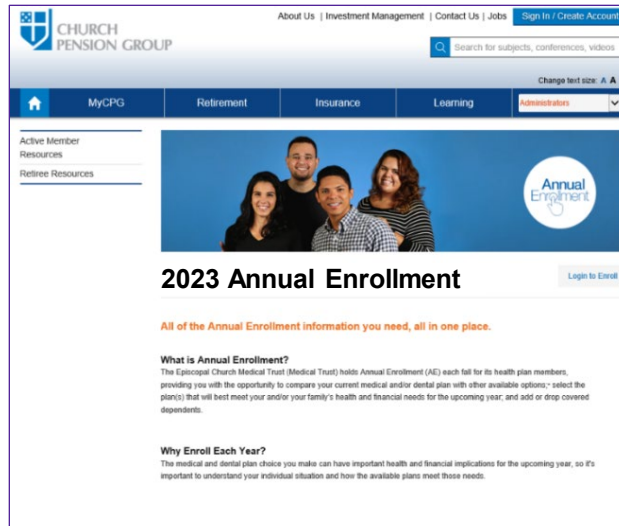 CHURCH
PENSION GROUP
About Us | Investment Management | Contact Us | Jobs
Sign In / Create Account
Search for subjects, conferences, videos
Change text size: A A
MyCPG
Retirement
Insurance
Learning
Administrators
Active Member
Resources
Retiree Resources
Annual
Enrollment
2023 Annual Enrollment
Login to Enroll
All of the Annual Enrollment information you need, all in one place.
What is Annual Enrollment?
The Episcopal Church Medical Trust (Medical Trust) holds Annual Enrollment (AE) each fall for its health plan members,
providing you with the opportunity to compare your current medical and/or dental plan with other available options;* select the
plan(s) that will best meet your and/or your family's health and financial needs for the upcoming year; and add or drop covered
dependents.
Why Enroll Each Year?
The medical and dental plan choice you make can have important health and financial implications for the upcoming year, so it's
important to understand your individual situation and how the available plans meet those needs.